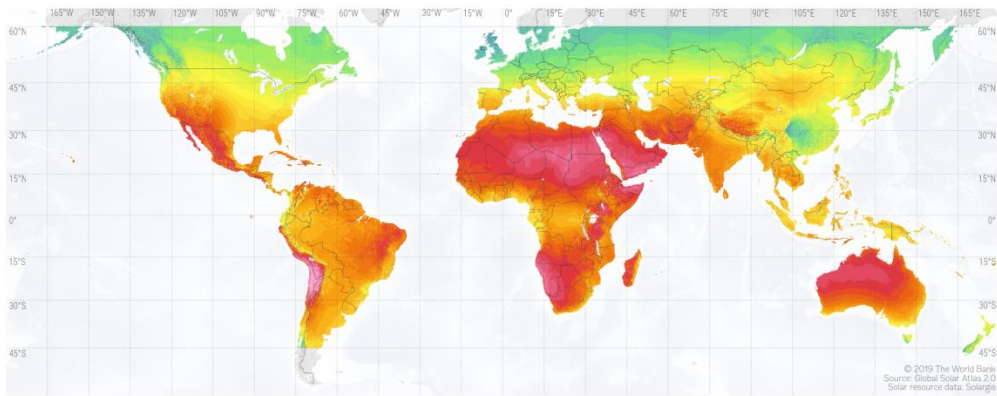 165°W 150°W 135°W 120°W 105°W 90°W 75°W 60°W 45°W 30°W 15°W 0° 15°E 30°E 45°E 60°E 75°E 90°E 105°E 120°E 135°E 150°E 165°E
60°N 60°N
45°N 45°N
30°N 30°N
15°N 15°N
0° 0°
15°S 15°S
30°S 30°S
45°S 45°S
© 2019 The World Bank
Source: Global Solar Atlas 2.0
Solar resource data: Solargis